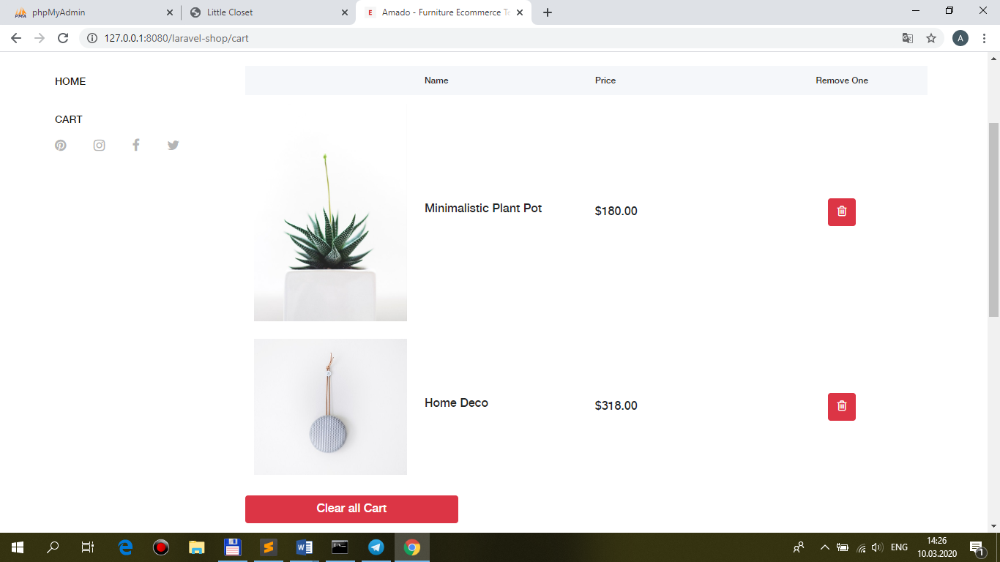 phpMyAdmin
Little Closet
Amado - Furniture Ecommerce Te
127.0.0.1:8080/laravel-shop/cart
A
HOME
CART
Name Price Remove One
Minimalistic Plant Pot $180.00
Home Deco $318.00
Clear all Cart
ENG
14:26
10.03.2020
1